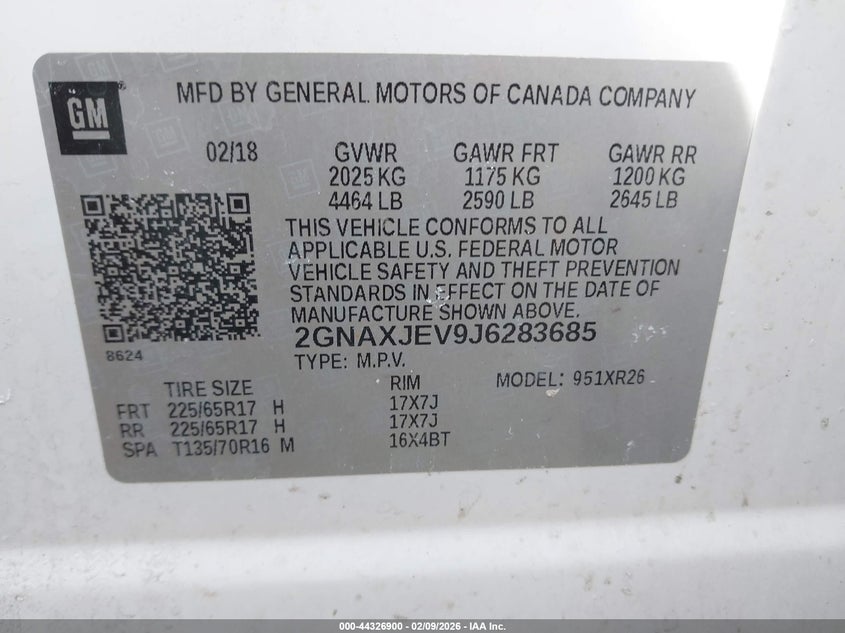 GM
MFD BY GENERAL MOTORS OF CANADA COMPANY
02/18 GVWR GAWR FRT GAWR RR
2025 KG 1175 KG 1200 KG
4464 LB 2590 LB 2645 LB
THIS VEHICLE CONFORMS TO ALL
APPLICABLE U.S. FEDERAL MOTOR
VEHICLE SAFETY AND THEFT PREVENTION
STANDARDS IN EFFECT ON THE DATE OF
MANUFACTURE SHOWN ABOVE.
2GNAXJEV9J6283685
8624
TYPE: M.P.V.
TIRE SIZE RIM MODEL: 951XR26
FRT 225/65R17 H 17X7J
RR 225/65R17 H 17X7J
SPA T135/70R16 M 16X4BT
000-44326900 - 02/09/2026 - IAA Inc.